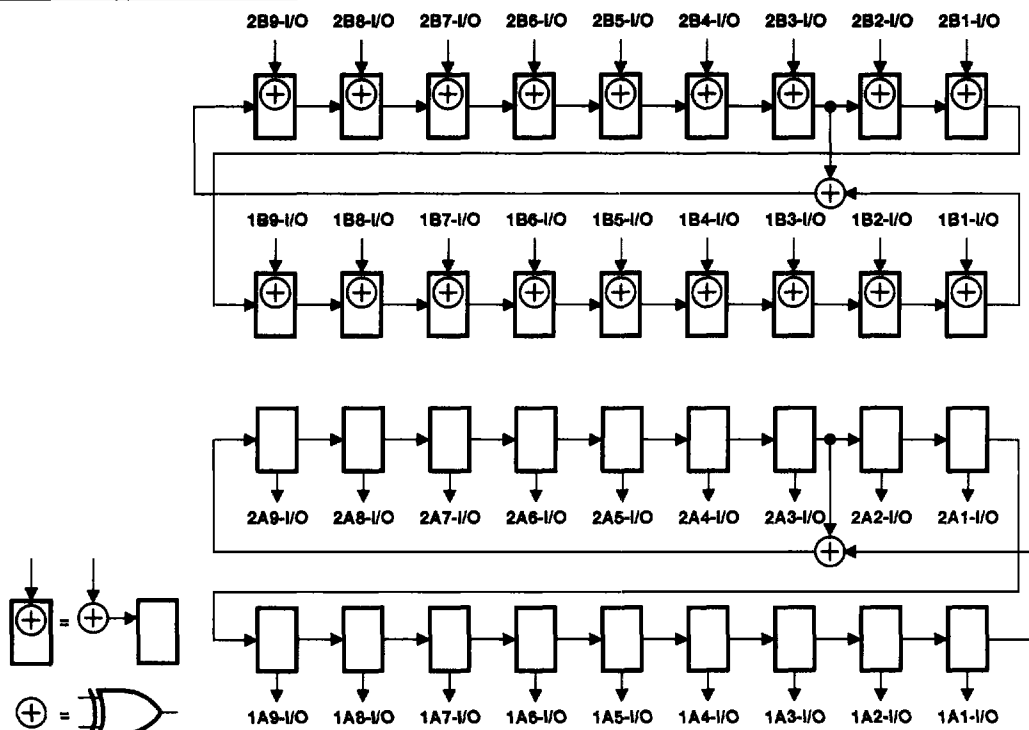 2B9-I/O 2B8-I/O 2B7-I/O 2B6-I/O 2B5-I/O 2B4-I/O 2B3-I/O 2B2-I/O 2B1-I/O
1B9-I/O 1B8-I/O 1B7-I/O 1B6-I/O 1B5-I/O 1B4-I/O 1B3-I/O 1B2-I/O 1B1-I/O
2A9-I/O 2A8-I/O 2A7-I/O 2A6-I/O 2A5-I/O 2A4-I/O 2A3-I/O 2A2-I/O 2A1-I/O
=
=
1A9-I/O 1A8-I/O 1A7-I/O 1A6-I/O 1A5-I/O 1A4-I/O 1A3-I/O 1A2-I/O 1A1-I/O